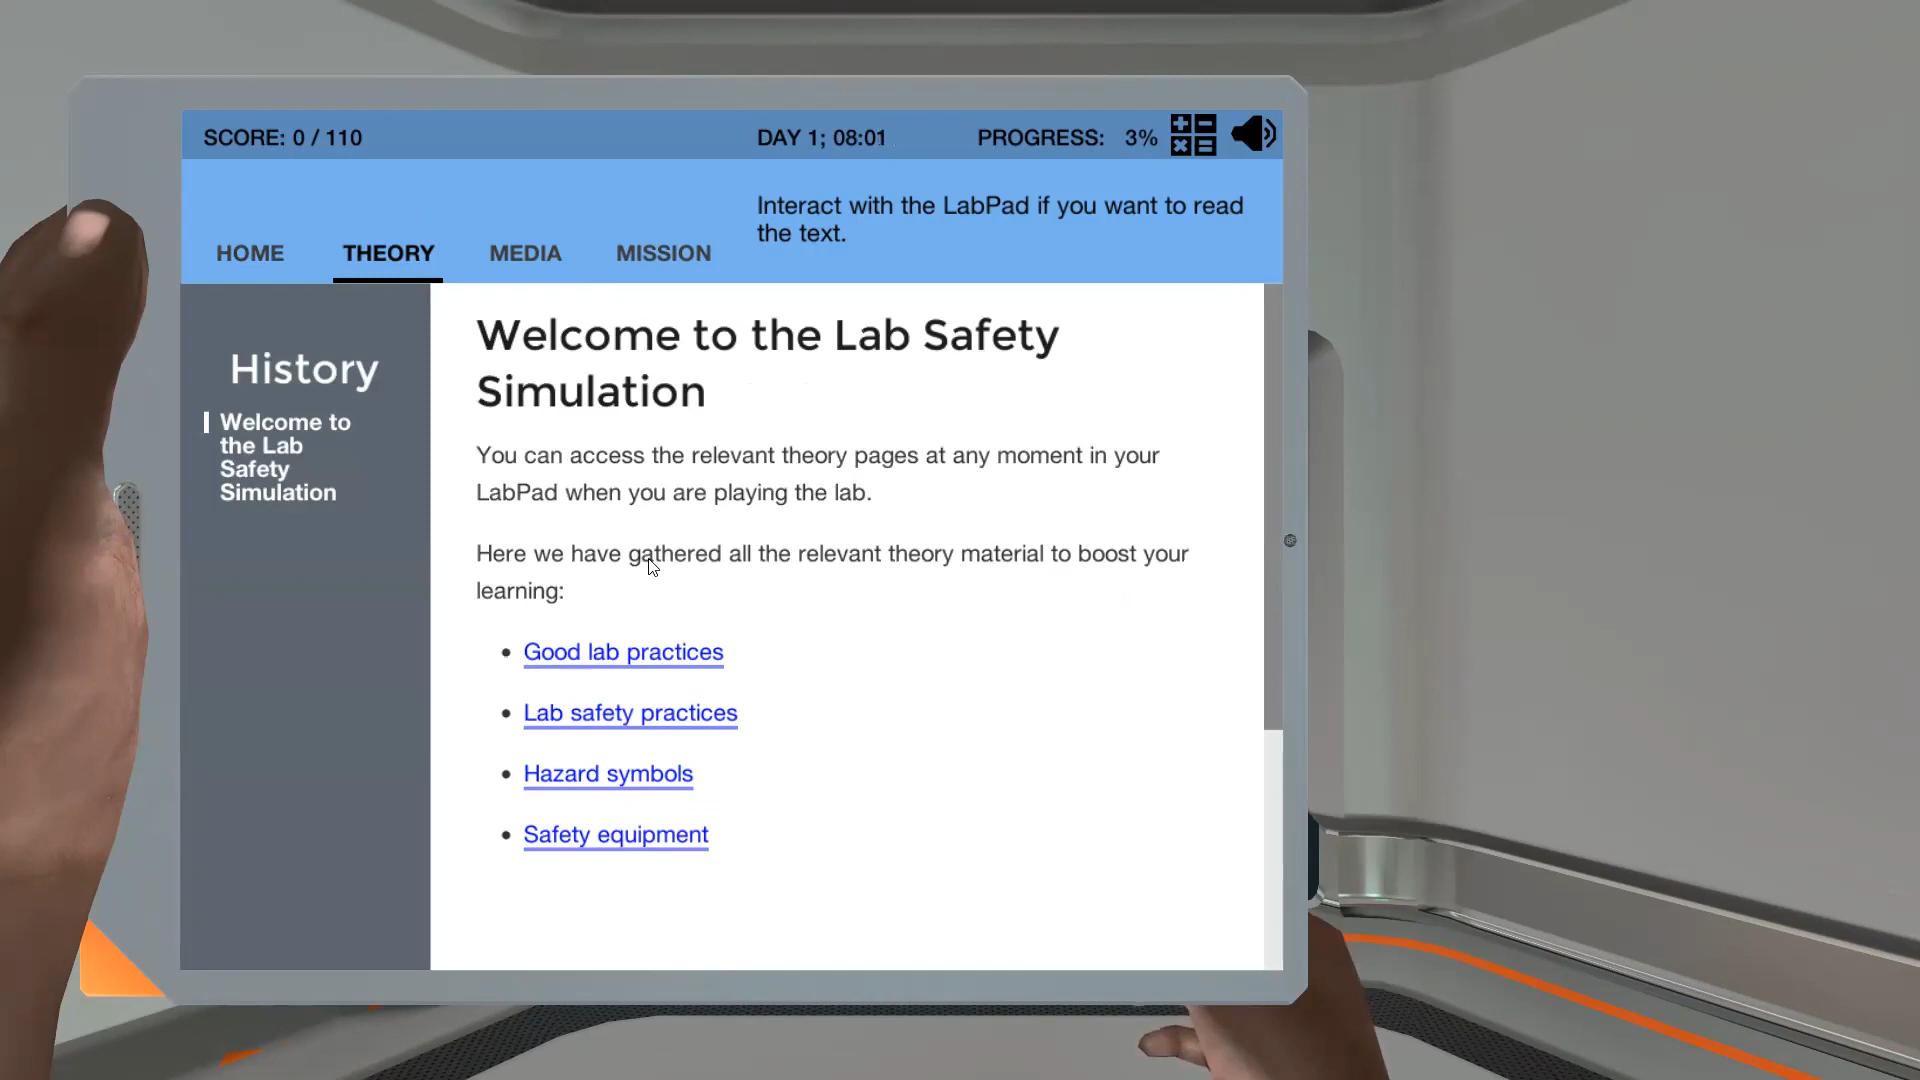 SCORE: 0 / 110
DAY 1; 08:01
PROGRESS: 3%
Interact with the LabPad if you want to read
the text.
HOME
THEORY
MEDIA
MISSION
History
Welcome to
the Lab
Safety
Simulation
Welcome to the Lab Safety
Simulation
You can access the relevant theory pages at any moment in your
LabPad when you are playing the lab.
Here we have gathered all the relevant theory material to boost your
learning:
• Good lab practices
• Lab safety practices
• Hazard symbols
• Safety equipment